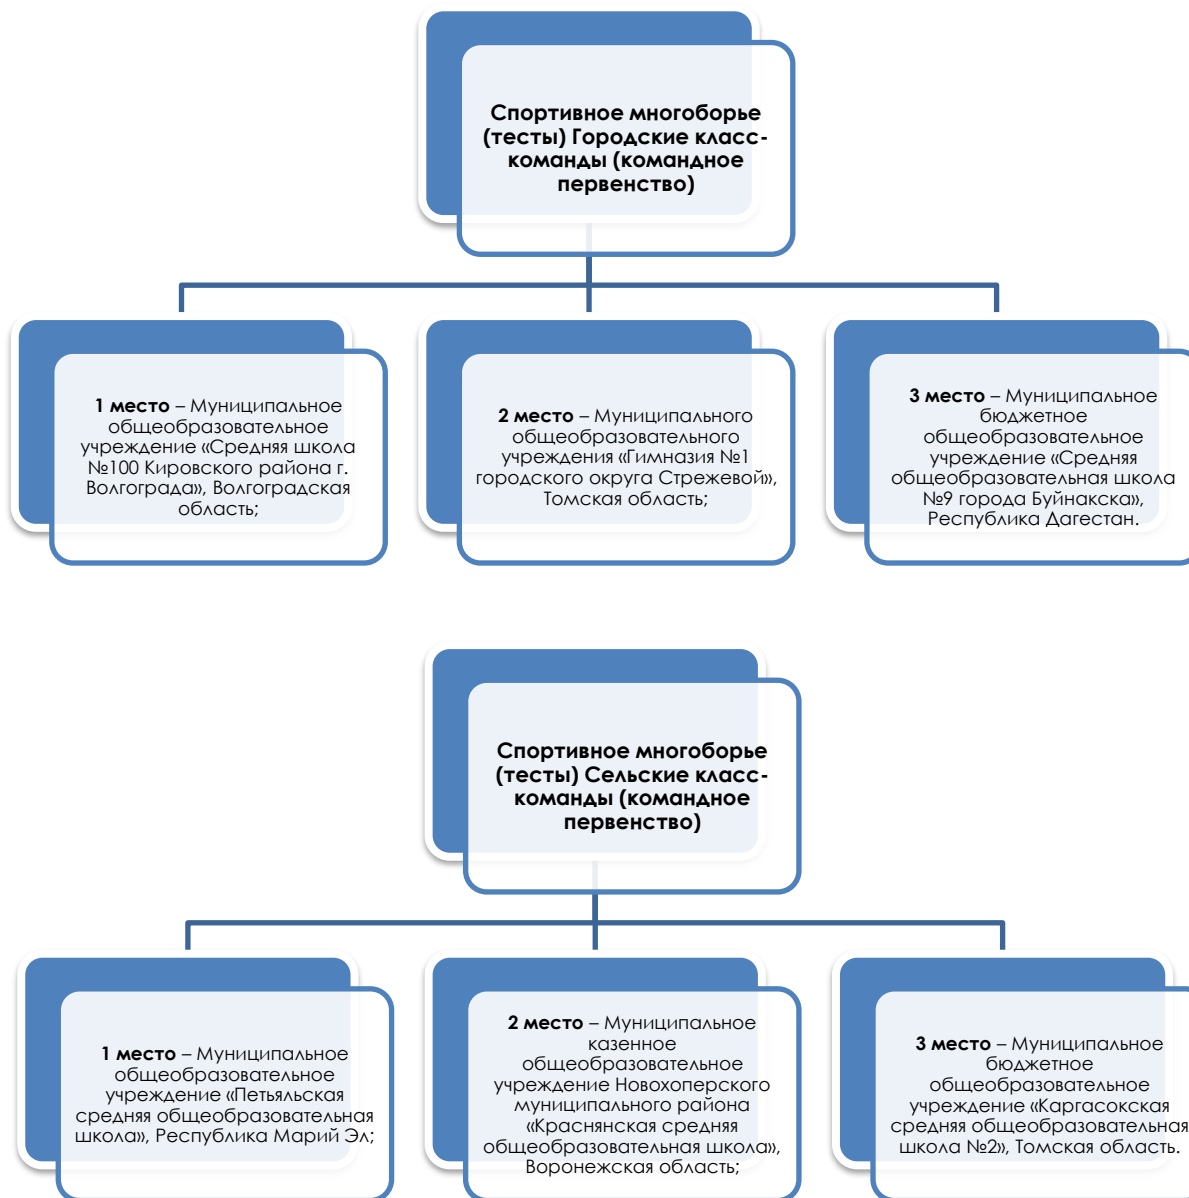 Спортивное многоборье
(тесты) Городские класс-
команды (командное
первенство)
1 место – Муниципальное
общеобразовательное
учреждение «Средняя школа
№100 Кировского района г.
Волгограда», Волгоградская
область;
2 место – Муниципального
общеобразовательного
учреждения «Гимназия №1
городского округа Стрежевой»,
Томская область;
3 место – Муниципальное
бюджетное
общеобразовательное
учреждение «Средняя
общеобразовательная школа
№9 города Буйнакска»,
Республика Дагестан.
Спортивное многоборье
(тесты) Сельские класс-
команды (командное
первенство)
1 место – Муниципальное
общеобразовательное
учреждение «Петьяльская
средняя общеобразовательная
школа», Республика Марий Эл;
2 место – Муниципальное
казенное
общеобразовательное
учреждение Новохоперского
муниципального района
«Краснянская средняя
общеобразовательная школа»,
Воронежская область;
3 место – Муниципальное
бюджетное
общеобразовательное
учреждение «Каргасокская
средняя общеобразовательная
школа №2», Томская область.